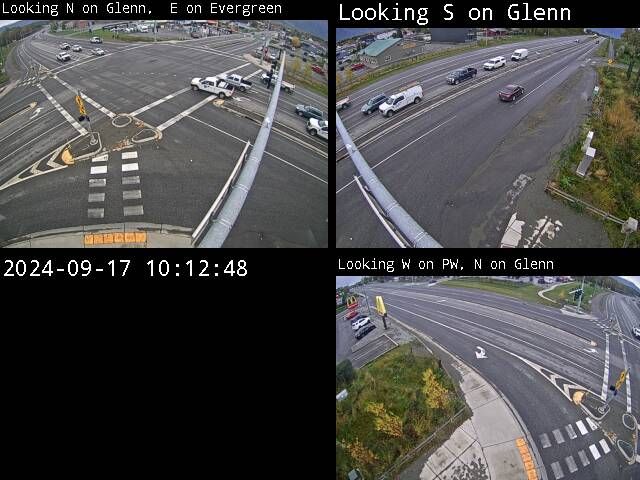 Looking N on Glenn,  E on Evergreen
Looking S on Glenn
2024-09-17 10:12:48
Looking W on PW, N on Glenn